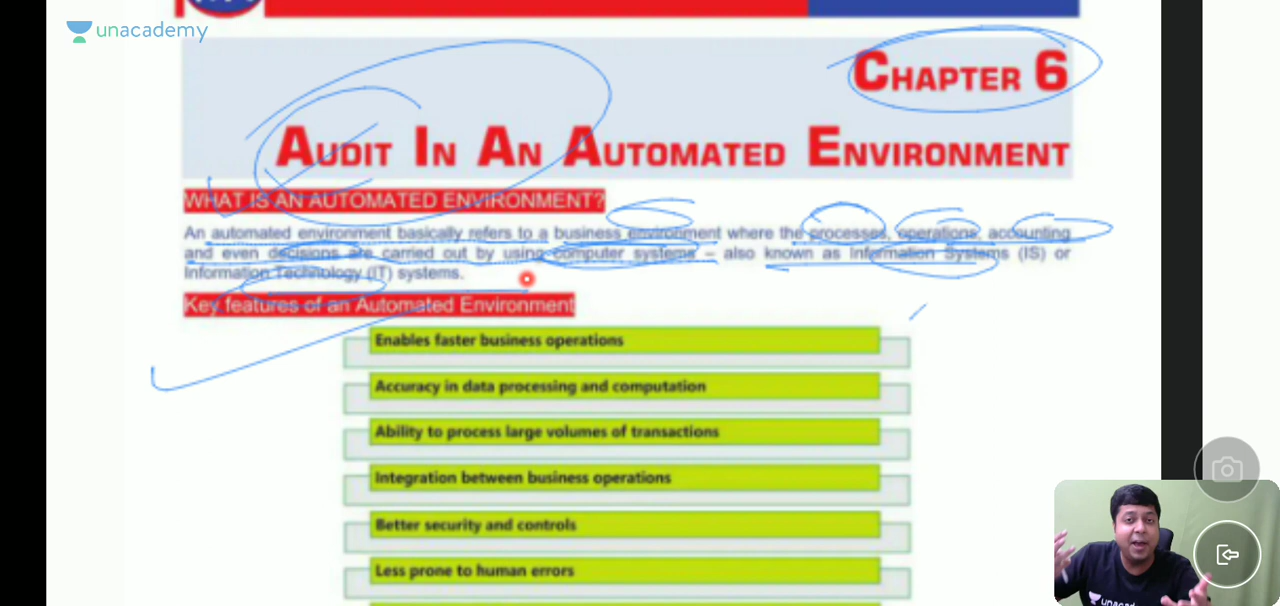 unacademy
CHAPTER 6
AUDIT IN AN AUTOMATED ENVIRONMENT
WHAT IS AN AUTOMATED ENVIRONMENT?
An automated environment basically refers to a business environment where the processes, operations, accounting
and even decisions are carried out by using computer systems – also known as Information Systems (IS) or
Information Technology (IT) systems.
Key features of an Automated Environment
Enables faster business operations
Accuracy in data processing and computation
Ability to process large volumes of transactions
Integration between business operations
Better security and controls
Less prone to human errors